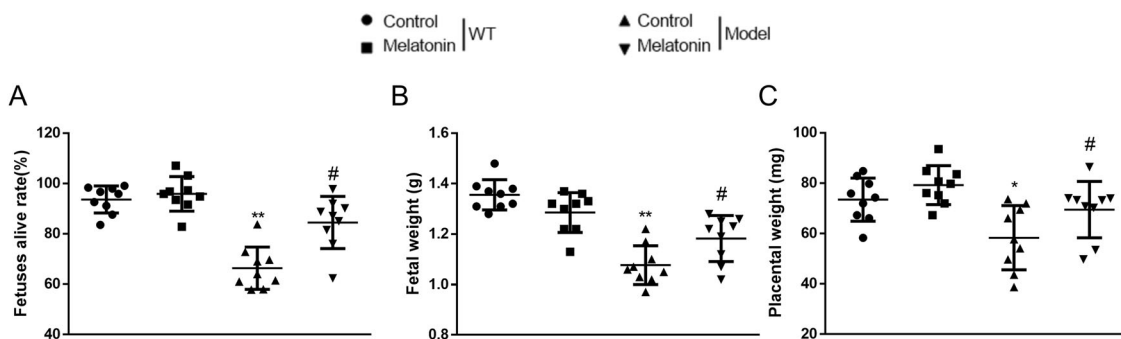 Control
Melatonin
WT
Control
Melatonin
Model
A
Fetuses alive rate(%)
120
100
80
60
40
**
#
B
Fetal weight (g)
1.6
1.4
1.2
1.0
0.8
**
#
C
Placental weight (mg)
100
80
60
40
20
*
#